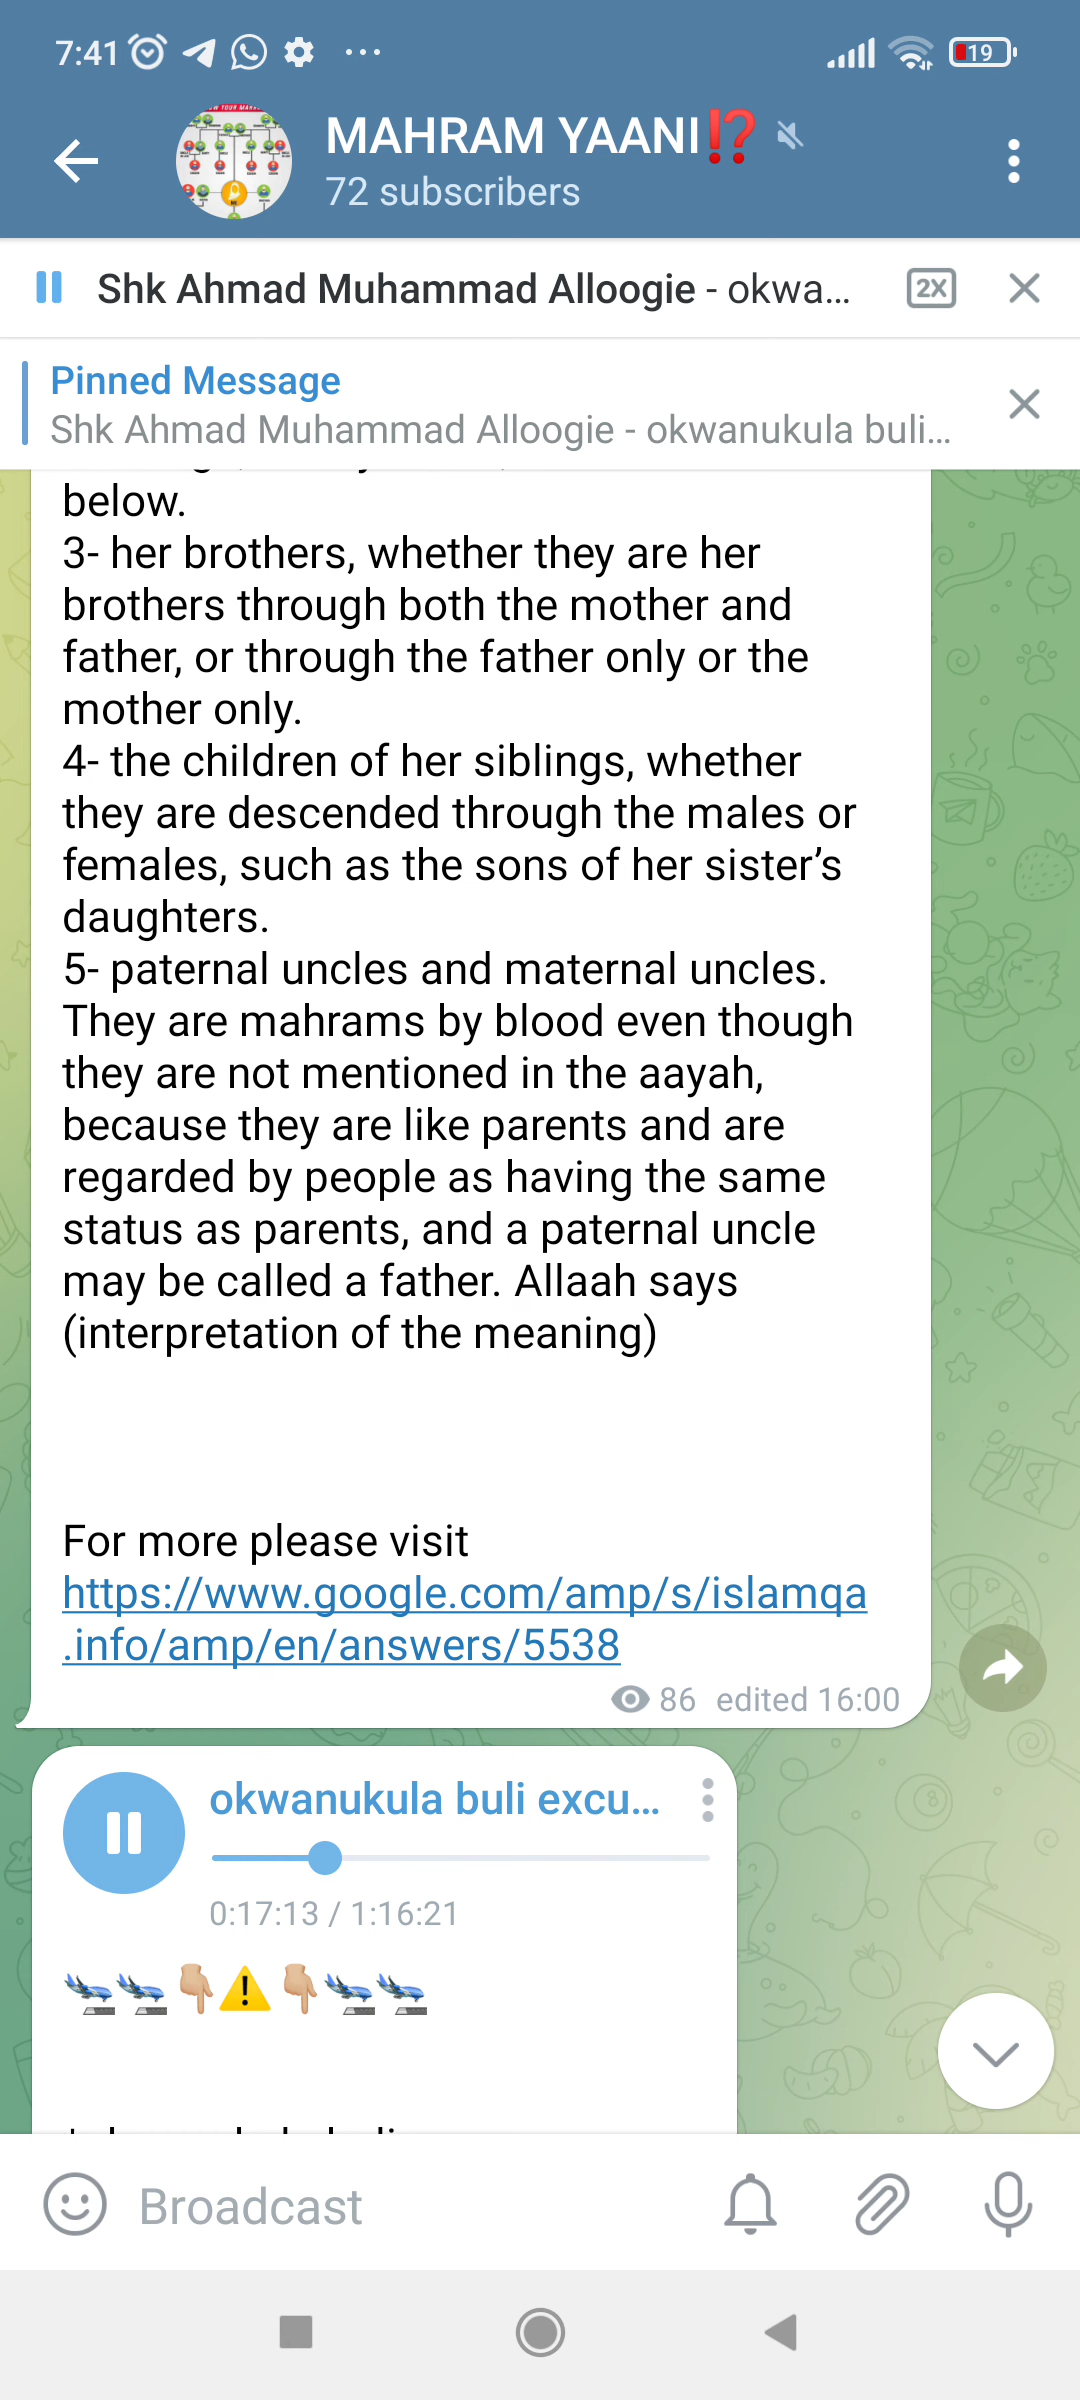 7:41
19
MAHRAM YAANI⁉️
72 subscribers
Shk Ahmad Muhammad Alloogie - okwa...
2X
Pinned Message
Shk Ahmad Muhammad Alloogie - okwanukula buli...
below.
3- her brothers, whether they are her
brothers through both the mother and
father, or through the father only or the
mother only.
4- the children of her siblings, whether
they are descended through the males or
females, such as the sons of her sister’s
daughters.
5- paternal uncles and maternal uncles.
They are mahrams by blood even though
they are not mentioned in the aayah,
because they are like parents and are
regarded by people as having the same
status as parents, and a paternal uncle
may be called a father. Allaah says
(interpretation of the meaning)
For more please visit
https://www.google.com/amp/s/islamqa
.info/amp/en/answers/5538
86 edited 16:00
okwanukula buli excu...
0:17:13 / 1:16:21
Broadcast